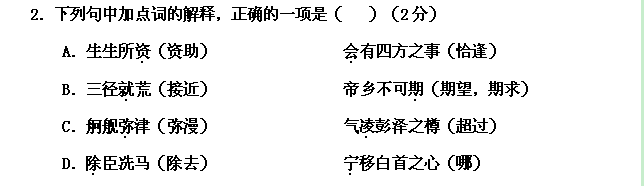 2. 下列句中加点词的解释，正确的一项是（　　）（2分）
A. 生生所资（资助）　　会有四方之事（恰逢）
B. 三径就荒（接近）　　帝乡不可期（期望，期求）
C. 舸舰弥津（弥漫）　　气凌彭泽之樽（超过）
D. 除臣洗马（除去）　　宁移白首之心（哪）